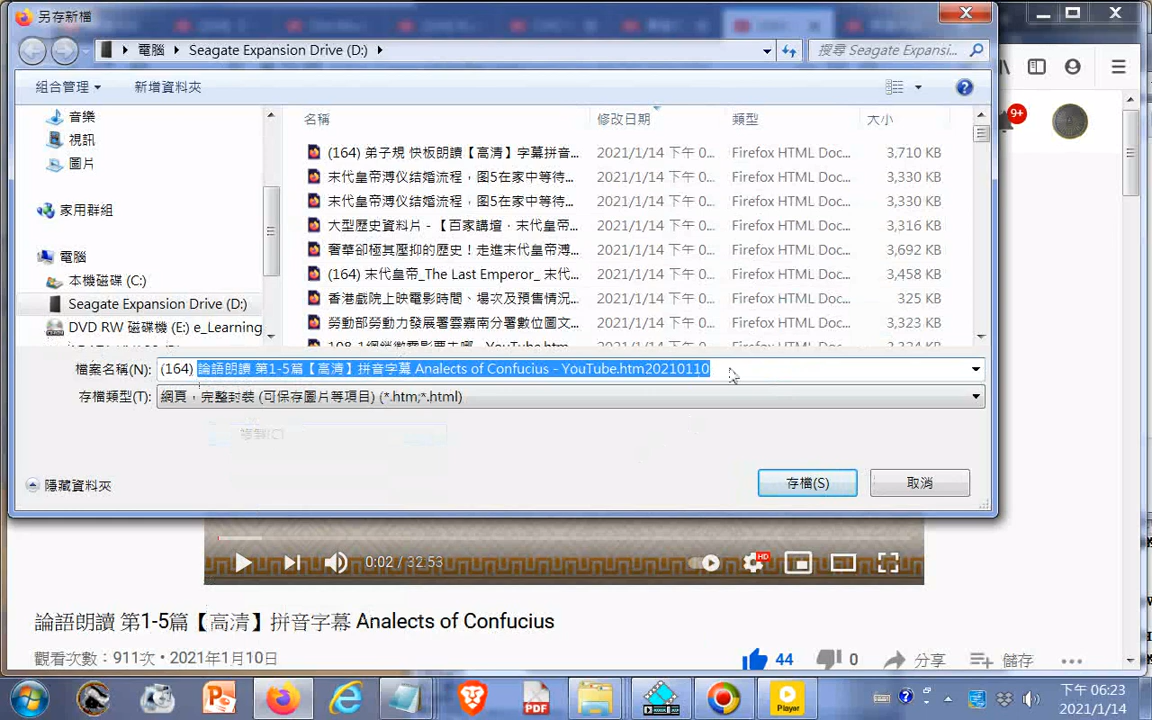 另存新檔
電腦 Seagate Expansion Drive (D:)
搜尋 Seagate Expansi...
組合管理
新增資料夾
音樂
視訊
圖片
家用群組
電腦
本機磁碟 (C:)
Seagate Expansion Drive (D:)
DVD RW 磁碟機 (E:) e_Learning
名稱 修改日期 類型 大小
(164) 弟子規 快板朗讀【高清】字幕拼音... 2021/1/14 下午 0... Firefox HTML Doc... 3,710 KB
末代皇帝溥仪结婚流程，图5在家中等待... 2021/1/14 下午 0... Firefox HTML Doc... 3,330 KB
末代皇帝溥仪结婚流程，图5在家中等待... 2021/1/14 下午 0... Firefox HTML Doc... 3,330 KB
大型歷史資料片 -【百家講壇．末代皇帝... 2021/1/14 下午 0... Firefox HTML Doc... 3,316 KB
奢華卻極其壓抑的歷史！走進末代皇帝溥... 2021/1/14 下午 0... Firefox HTML Doc... 3,692 KB
(164) 末代皇帝_The Last Emperor_ 末代... 2021/1/14 下午 0... Firefox HTML Doc... 3,458 KB
香港戲院上映電影時間、場次及預售情況... 2021/1/14 下午 0... Firefox HTML Doc... 325 KB
勞動部勞動力發展署雲嘉南分署數位圖文... 2021/1/14 下午 0... Firefox HTML Doc... 3,323 KB
檔案名稱(N): (164) 論語朗讀 第1-5篇【高清】拼音字幕 Analects of Confucius - YouTube.htm20210110
存檔類型(T): 網頁，完整封裝 (可保存圖片等項目) (*.htm;*.html)
複製(C)
隱藏資料夾
存檔(S)
取消
9+
0:02 / 32:53
HD
論語朗讀 第1-5篇【高清】拼音字幕 Analects of Confucius
觀看次數：911次 • 2021年1月10日
44
0
分享
儲存
PDF
Player
下午 06:23
2021/1/14